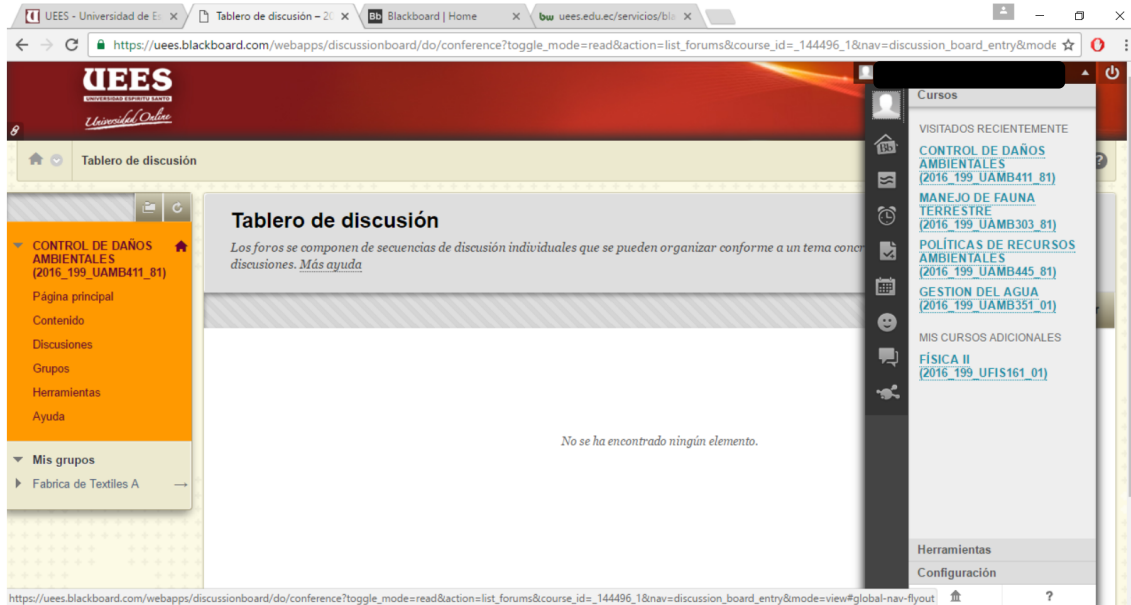 UEES - Universidad de Es
Tablero de discusión – 20
Bb Blackboard | Home
bw uees.edu.ec/servicios/bla
https://uees.blackboard.com/webapps/discussionboard/do/conference?toggle_mode=read&action=list_forums&course_id=_144496_1&nav=discussion_board_entry&mode
UEES
UNIVERSIDAD ESPIRITU SANTO
Universidad Online
Tablero de discusión
?
CONTROL DE DAÑOS
AMBIENTALES
(2016_199_UAMB411_81)
Página principal
Contenido
Discusiones
Grupos
Herramientas
Ayuda
Mis grupos
Fabrica de Textiles A
Tablero de discusión
Los foros se componen de secuencias de discusión individuales que se pueden organizar conforme a un tema concr
discusiones. Más ayuda
No se ha encontrado ningún elemento.
Bb
Cursos
VISITADOS RECIENTEMENTE
CONTROL DE DAÑOS
AMBIENTALES
(2016_199_UAMB411_81)
MANEJO DE FAUNA
TERRESTRE
(2016_199_UAMB303_81)
POLÍTICAS DE RECURSOS
AMBIENTALES
(2016_199_UAMB445_81)
GESTION DEL AGUA
(2016_199_UAMB351_01)
MIS CURSOS ADICIONALES
FÍSICA II
(2016_199_UFIS161_01)
Herramientas
Configuración
?
https://uees.blackboard.com/webapps/discussionboard/do/conference?toggle_mode=read&action=list_forums&course_id=_144496_1&nav=discussion_board_entry&mode=view#global-nav-flyout